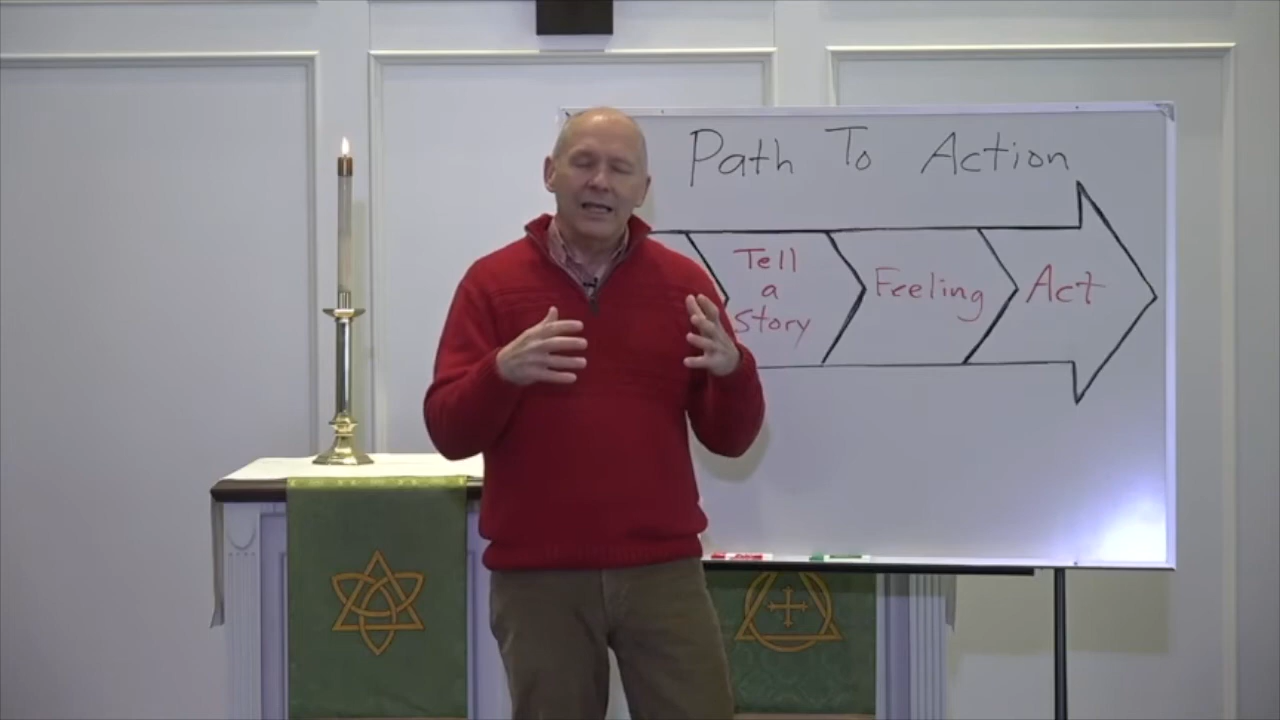 Path To Action
Tell
a
Story
Feeling
Act